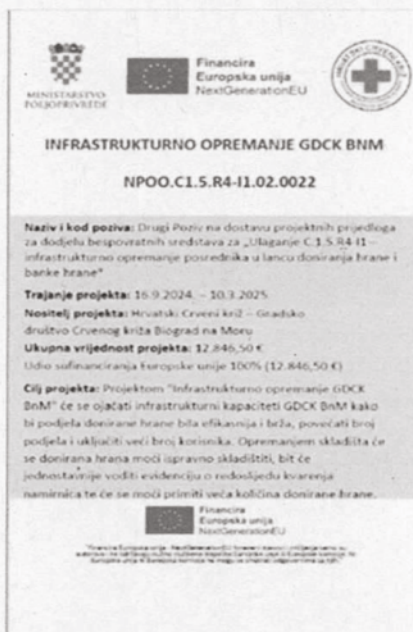 MINISTARSTVO
POLJOPRIVREDE
Financira
Europska unija
NextGenerationEU
HRVATSKI CRVENI KRIŽ
INFRASTRUKTURNO OPREMANJE GDCK BNM
NPOO.C1.5.R4-I1.02.0022
Naziv i kod poziva: Drugi Poziv na dostavu projektnih prijedloga
za dodjelu bespovratnih sredstava za „Ulaganje C.1.5.R4-I1 –
infrastrukturno opremanje posrednika u lancu doniranja hrane i
banke hrane"
Trajanje projekta: 16.9.2024. – 10.3.2025.
Nositelj projekta: Hrvatski Crveni križ – Gradsko
društvo Crvenog križa Biograd na Moru
Ukupna vrijednost projekta: 12.846,50 €
Udio sufinanciranja Europske unije 100% (12.846,50 €)
Cilj projekta: Projektom "Infrastrukturno opremanje GDCK
BnM" će se ojačati infrastrukturni kapaciteti GDCK BnM kako
bi podjela donirane hrane bila efikasnija i brža, povećati broj
podjela i uključiti veći broj korisnika. Opremanjem skladišta će
se donirana hrana moći ispravno skladištiti, bit će
jednostavnije voditi evidenciju o redoslijedu kvarenja
namirnica te će se moći primiti veća količina donirane hrane.
Financira
Europska unija
NextGenerationEU